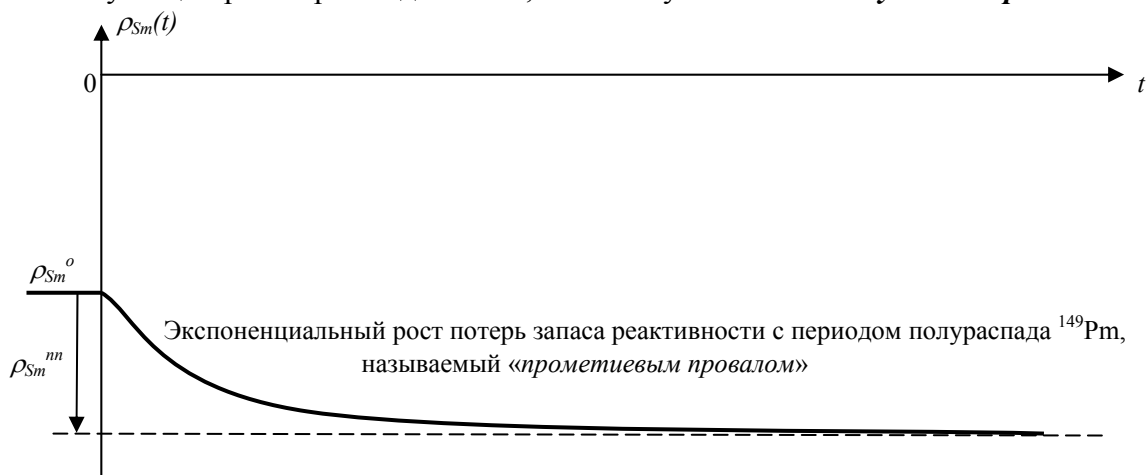 ρSm(t)
0
t
ρSm^o
Экспоненциальный рост потерь запаса реактивности с периодом полураспада ¹⁴⁹Pm,
ρSm^nn
называемый «прометиевым провалом»